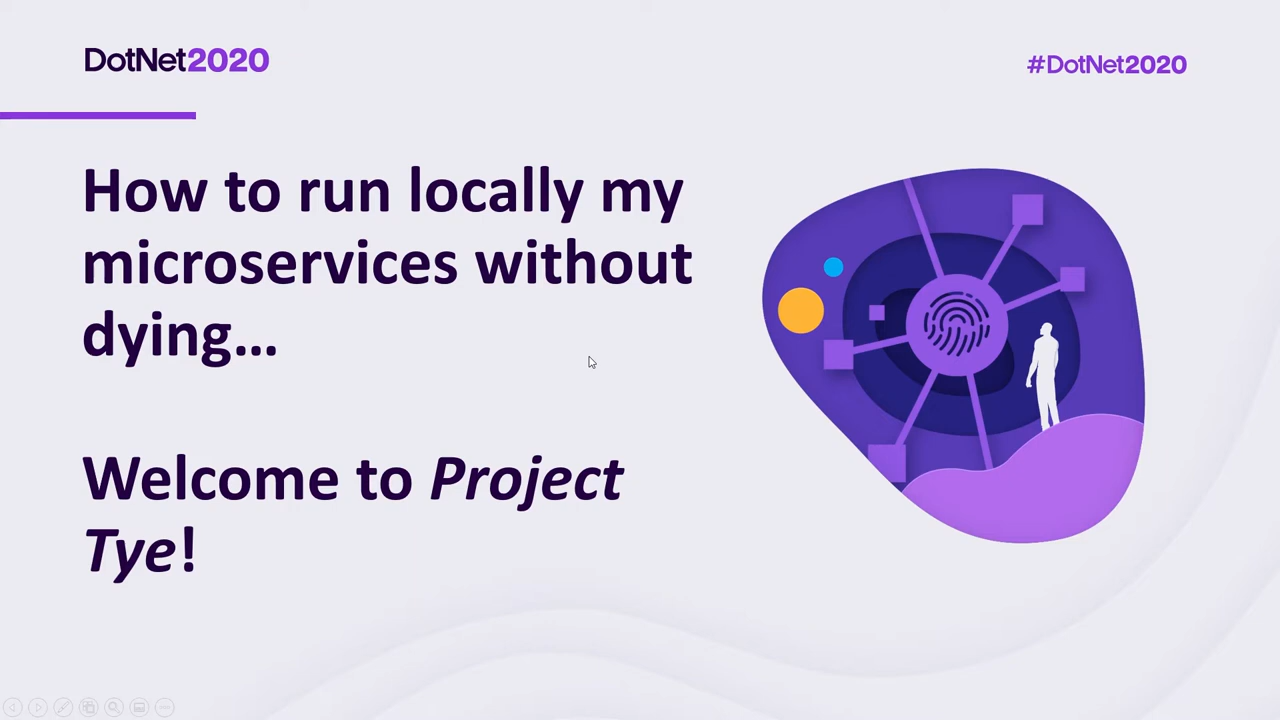 DotNet2020
#DotNet2020
How to run locally my
microservices without
dying...
Welcome to Project
Tye!